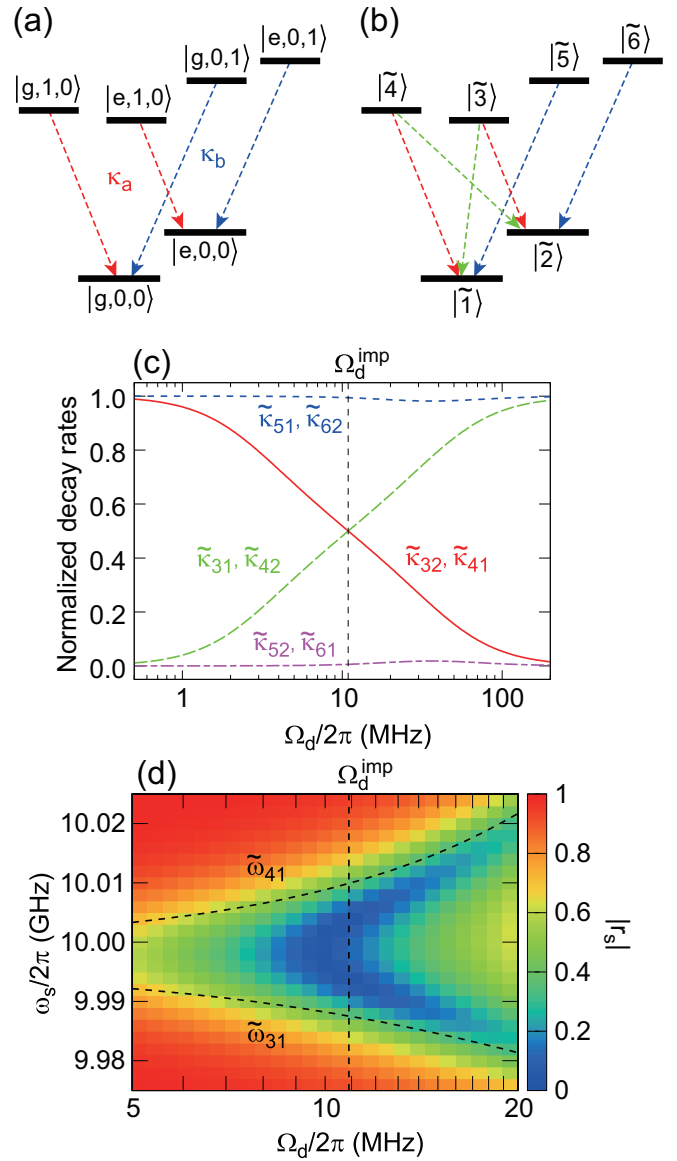 (a)
(b)
|g,1,0⟩ |e,1,0⟩ |g,0,1⟩ |e,0,1⟩
κa κb
|e,0,0⟩
|g,0,0⟩
|4̃⟩ |3̃⟩ |5̃⟩ |6̃⟩
|2̃⟩
|1̃⟩
(c)
Ωd^imp
Normalized decay rates
1.0
0.8
0.6
0.4
0.2
0.0
κ̃51, κ̃62
κ̃31, κ̃42
κ̃32, κ̃41
κ̃52, κ̃61
1 10 100
Ωd/2π (MHz)
(d)
Ωd^imp
ωs/2π (GHz)
10.02
10.01
10.00
9.99
9.98
ω̃41
ω̃31
5 10 20
Ωd/2π (MHz)
1
0.8
0.6
0.4
0.2
0
|rs|